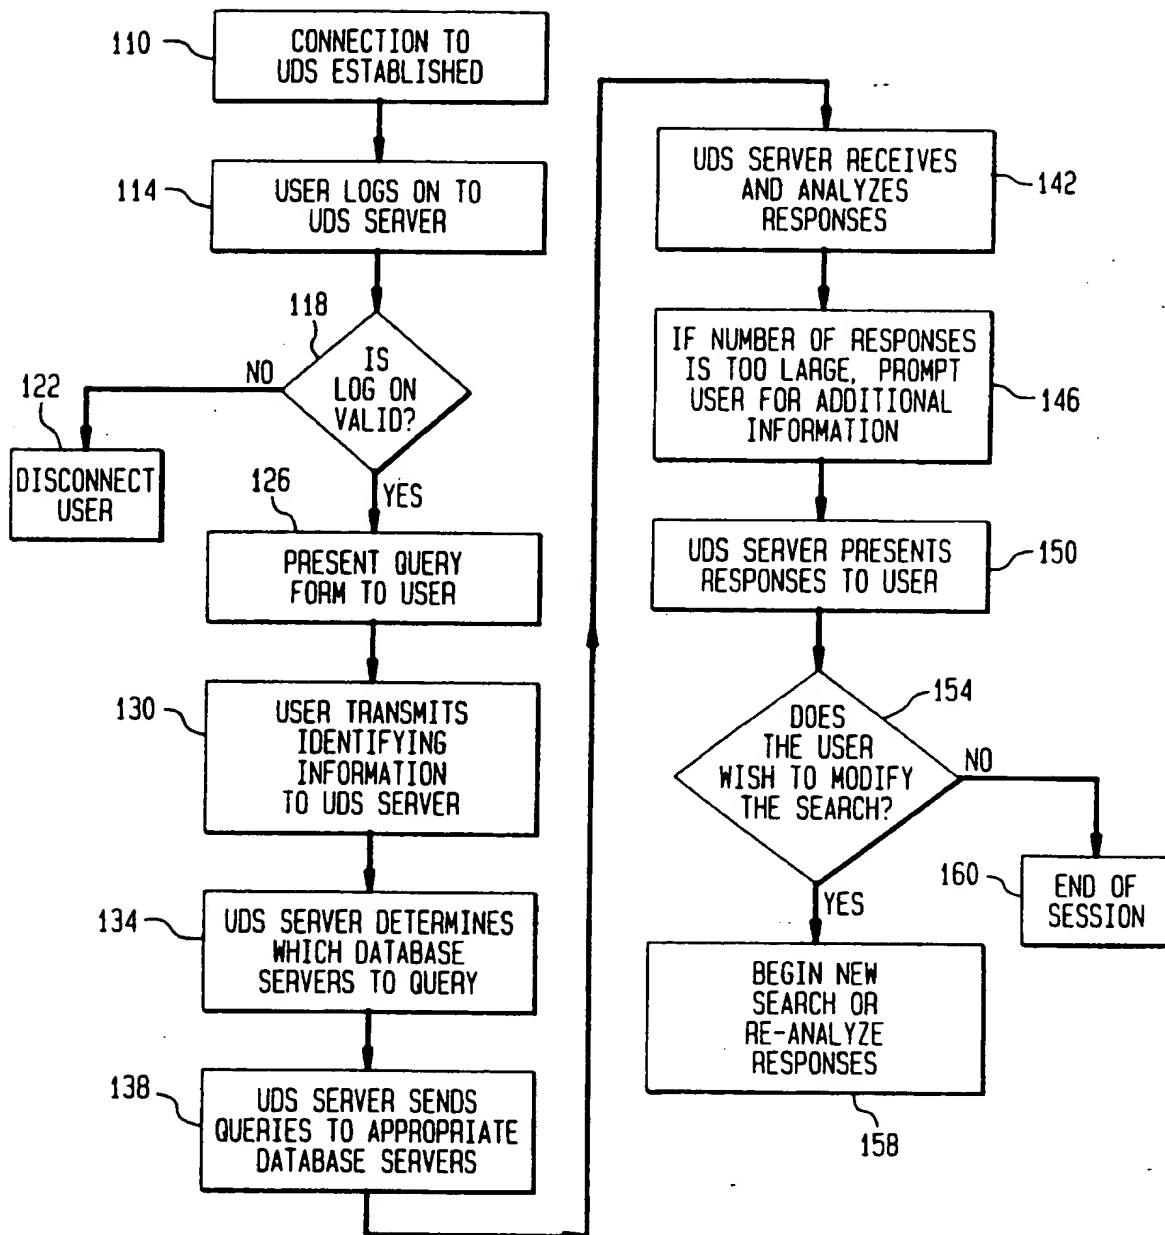 110
CONNECTION TO
UDS ESTABLISHED
114
USER LOGS ON TO
UDS SERVER
118
IS
LOG ON
VALID?
NO
122
DISCONNECT
USER
YES
126
PRESENT QUERY
FORM TO USER
130
USER TRANSMITS
IDENTIFYING
INFORMATION
TO UDS SERVER
134
UDS SERVER DETERMINES
WHICH DATABASE
SERVERS TO QUERY
138
UDS SERVER SENDS
QUERIES TO APPROPRIATE
DATABASE SERVERS
UDS SERVER RECEIVES
AND ANALYZES
RESPONSES
142
IF NUMBER OF RESPONSES
IS TOO LARGE, PROMPT
USER FOR ADDITIONAL
INFORMATION
146
UDS SERVER PRESENTS
RESPONSES TO USER
150
154
DOES
THE USER
WISH TO MODIFY
THE SEARCH?
NO
160
END OF
SESSION
YES
BEGIN NEW
SEARCH OR
RE-ANALYZE
RESPONSES
158